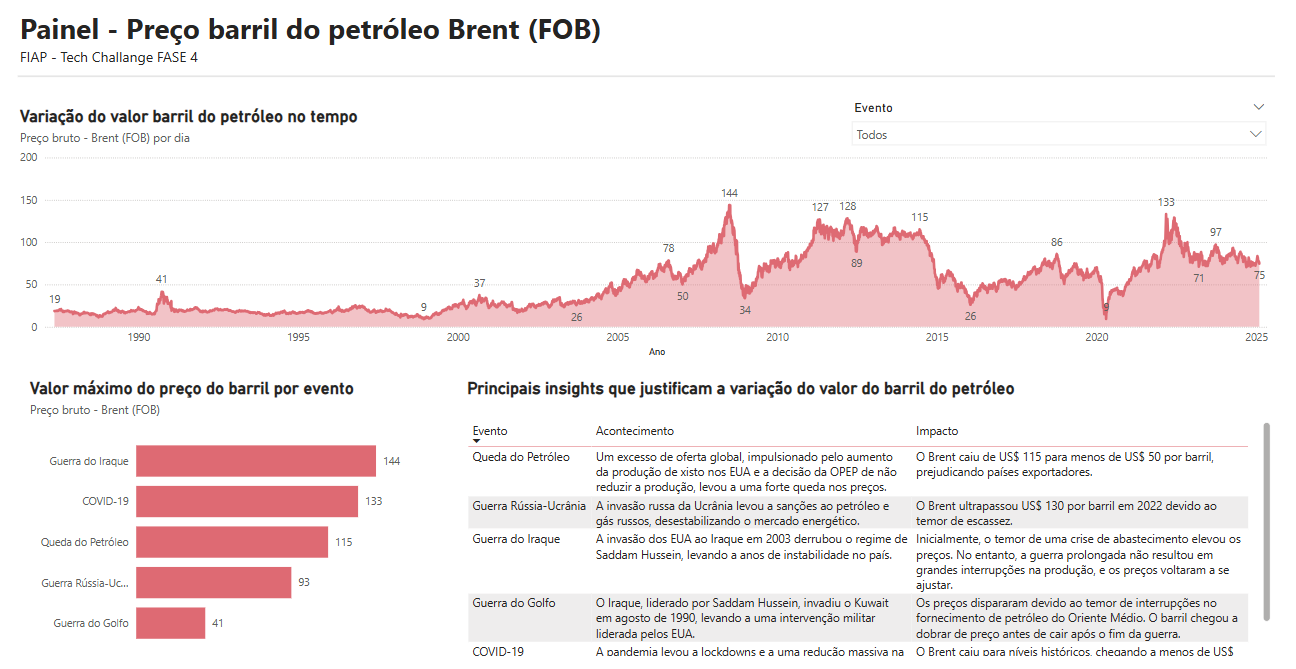 Painel - Preço barril do petróleo Brent (FOB)
FIAP - Tech Challange FASE 4
Variação do valor barril do petróleo no tempo
Preço bruto - Brent (FOB) por dia
Evento
Todos
200
150
100
50
0
19
41
9
37
26
78
50
144
34
127
128
89
115
26
86
9
133
71
97
75
1990
1995
2000
2005
2010
2015
2020
2025
Ano
Valor máximo do preço do barril por evento
Preço bruto - Brent (FOB)
Guerra do Iraque
144
COVID-19
133
Queda do Petróleo
115
Guerra Rússia-Uc...
93
Guerra do Golfo
41
Principais insights que justificam a variação do valor do barril do petróleo
Evento Acontecimento Impacto
Queda do Petróleo
Um excesso de oferta global, impulsionado pelo aumento
da produção de xisto nos EUA e a decisão da OPEP de não
reduzir a produção, levou a uma forte queda nos preços.
O Brent caiu de US$ 115 para menos de US$ 50 por barril,
prejudicando países exportadores.
Guerra Rússia-Ucrânia
A invasão russa da Ucrânia levou a sanções ao petróleo e
gás russos, desestabilizando o mercado energético.
O Brent ultrapassou US$ 130 por barril em 2022 devido ao
temor de escassez.
Guerra do Iraque
A invasão dos EUA ao Iraque em 2003 derrubou o regime de
Saddam Hussein, levando a anos de instabilidade no país.
Inicialmente, o temor de uma crise de abastecimento elevou os
preços. No entanto, a guerra prolongada não resultou em
grandes interrupções na produção, e os preços voltaram a se
ajustar.
Guerra do Golfo
O Iraque, liderado por Saddam Hussein, invadiu o Kuwait
em agosto de 1990, levando a uma intervenção militar
liderada pelos EUA.
Os preços dispararam devido ao temor de interrupções no
fornecimento de petróleo do Oriente Médio. O barril chegou a
dobrar de preço antes de cair após o fim da guerra.
COVID-19
A pandemia levou a lockdowns e a uma redução massiva na
O Brent caiu para níveis históricos, chegando a menos de US$